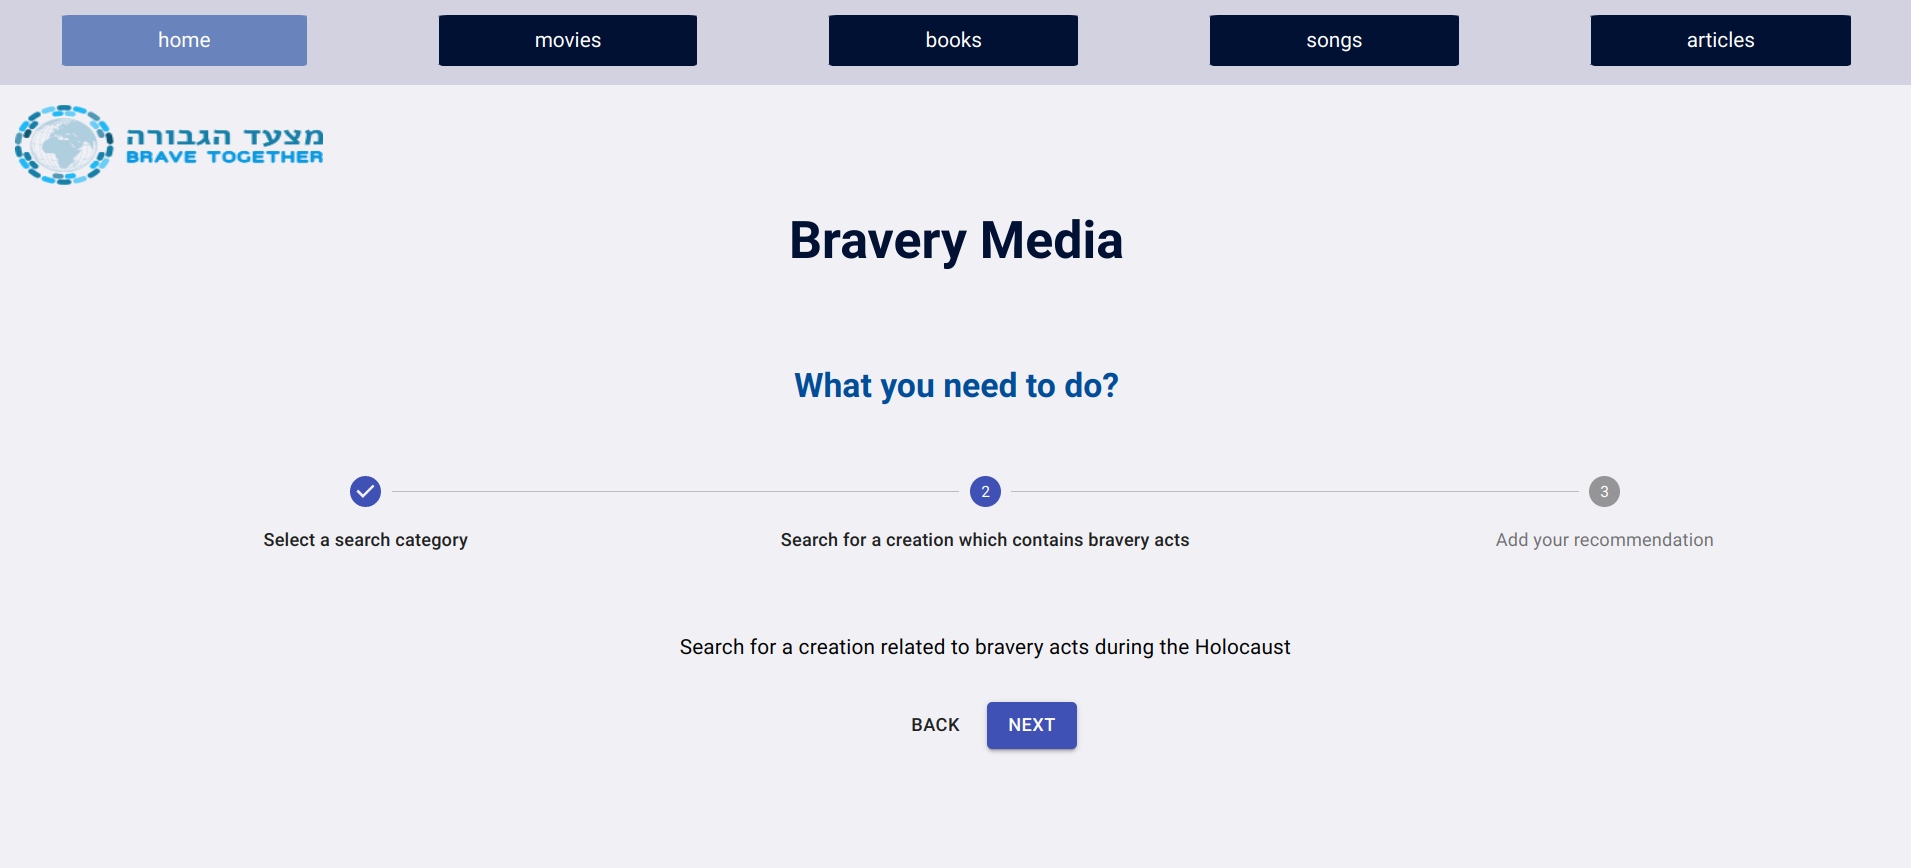 home
movies
books
songs
articles
מצעד הגבורה
BRAVE TOGETHER
Bravery Media
What you need to do?
2
3
Select a search category
Search for a creation which contains bravery acts
Add your recommendation
Search for a creation related to bravery acts during the Holocaust
BACK
NEXT